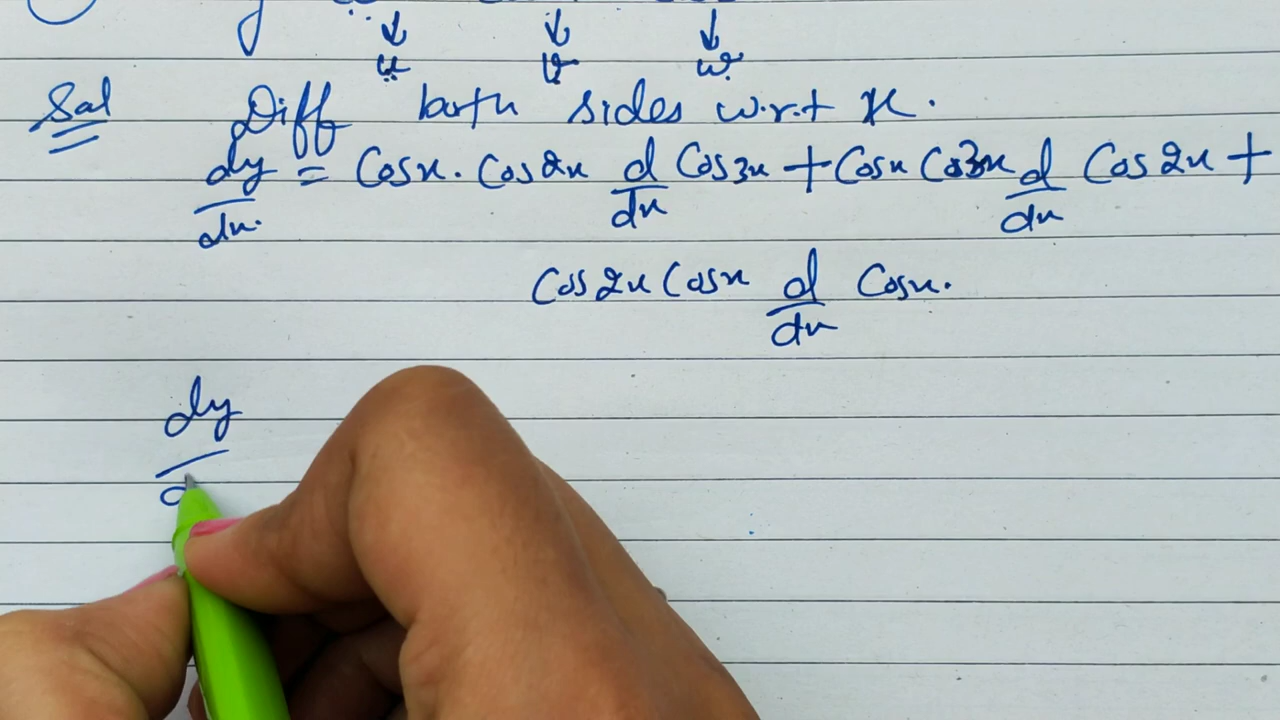 y
u v w
Sol Diff both sides w.r.t x.
dy/dx = Cosx. Cos2x d/dx Cos3x + Cosx Cos3x d/dx Cos2x +
Cos2x Cosx d/dx Cosx.
dy